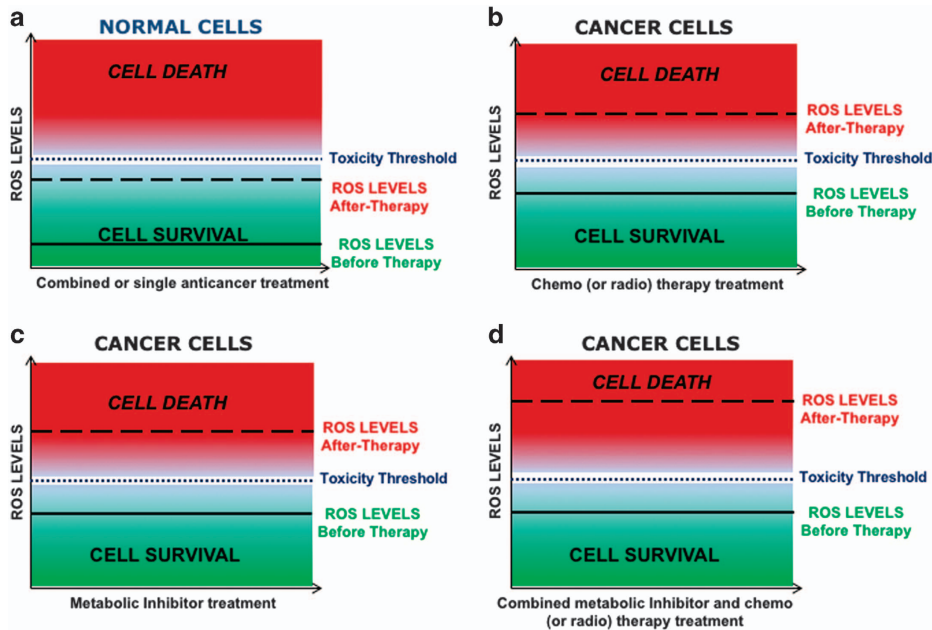 a
NORMAL CELLS
ROS LEVELS
CELL DEATH
Toxicity Threshold
ROS LEVELS
After-Therapy
CELL SURVIVAL
ROS LEVELS
Before Therapy
Combined or single anticancer treatment
b
CANCER CELLS
ROS LEVELS
CELL DEATH
ROS LEVELS
After-Therapy
Toxicity Threshold
ROS LEVELS
Before Therapy
CELL SURVIVAL
Chemo (or radio) therapy treatment
c
CANCER CELLS
ROS LEVELS
CELL DEATH
ROS LEVELS
After-Therapy
Toxicity Threshold
ROS LEVELS
Before Therapy
CELL SURVIVAL
Metabolic Inhibitor treatment
d
CANCER CELLS
ROS LEVELS
CELL DEATH
ROS LEVELS
After-Therapy
Toxicity Threshold
ROS LEVELS
Before Therapy
CELL SURVIVAL
Combined metabolic Inhibitor and chemo
(or radio) therapy treatment